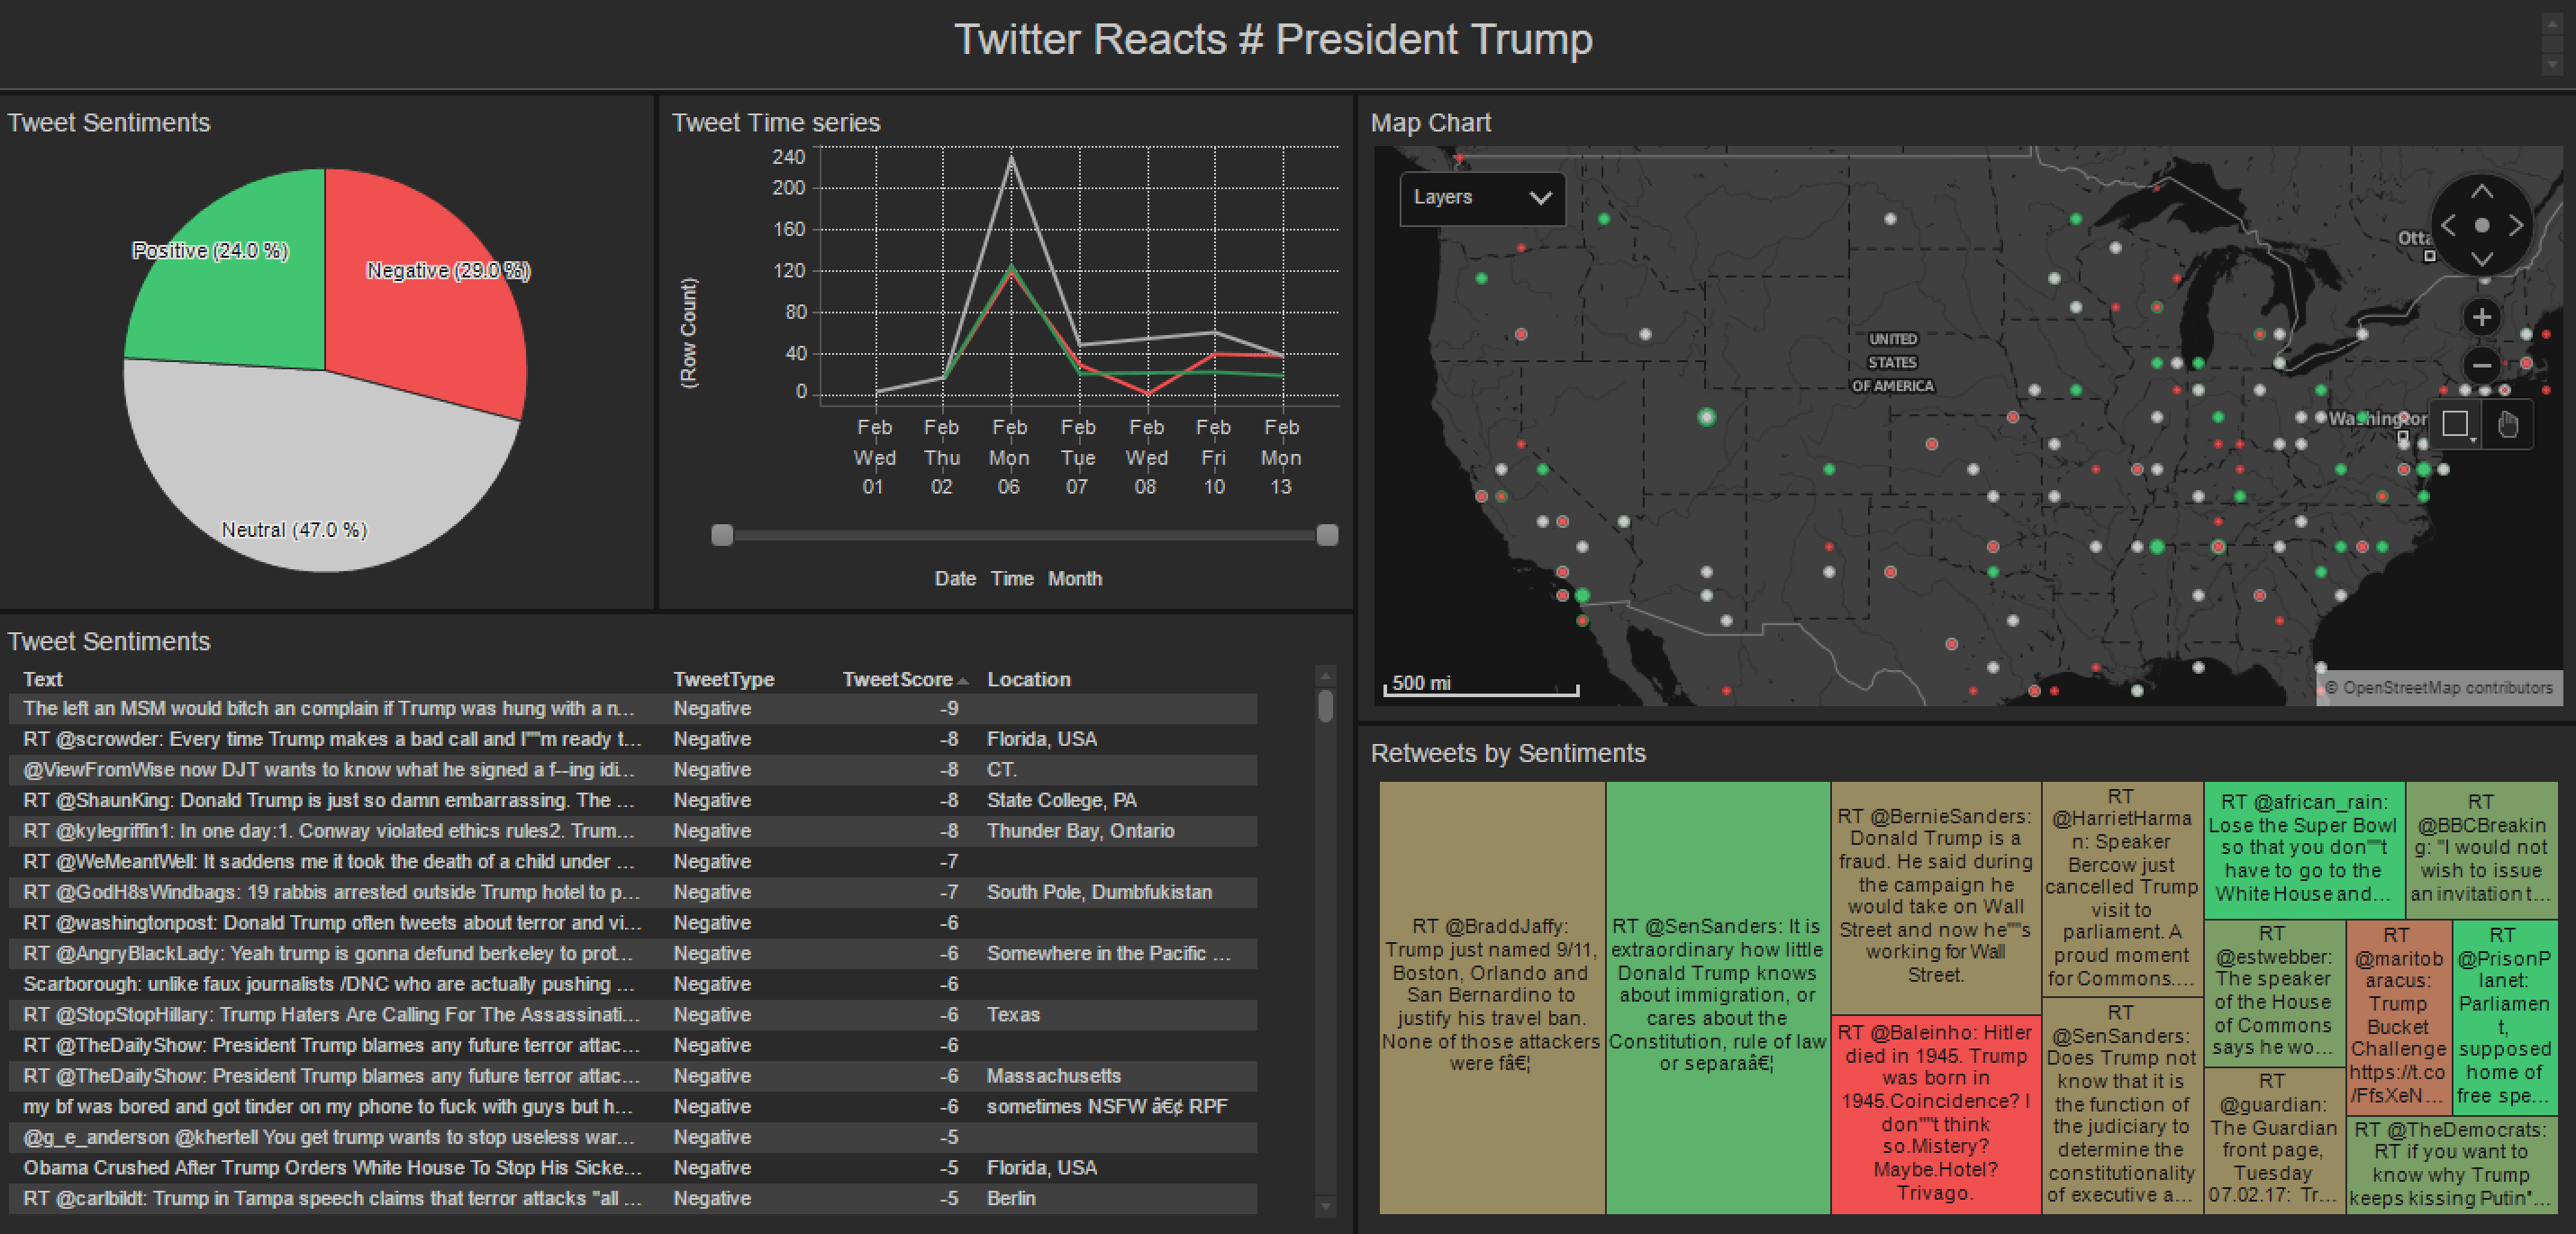 Twitter Reacts # President Trump
Tweet Sentiments
Positive (24.0 %)
Negative (29.0 %)
Neutral (47.0 %)
Tweet Time series
(Row Count)
240
200
160
120
80
40
0
Feb Feb Feb Feb Feb Feb Feb
Wed Thu Mon Tue Wed Fri Mon
01 02 06 07 08 10 13
Date Time Month
Map Chart
Layers
UNITED
STATES
OF AMERICA
Otta
Washington
500 mi
© OpenStreetMap contributors
Tweet Sentiments
Text TweetType TweetScore Location
The left an MSM would bitch an complain if Trump was hung with a n... Negative -9
RT @scrowder: Every time Trump makes a bad call and I""m ready t... Negative -8 Florida, USA
@ViewFromWise now DJT wants to know what he signed a f--ing idi... Negative -8 CT.
RT @ShaunKing: Donald Trump is just so damn embarrassing. The ... Negative -8 State College, PA
RT @kylegriffin1: In one day:1. Conway violated ethics rules2. Trum... Negative -8 Thunder Bay, Ontario
RT @WeMeantWell: It saddens me it took the death of a child under ... Negative -7
RT @GodH8sWindbags: 19 rabbis arrested outside Trump hotel to p... Negative -7 South Pole, Dumbfukistan
RT @washingtonpost: Donald Trump often tweets about terror and vi... Negative -6
RT @AngryBlackLady: Yeah trump is gonna defund berkeley to prot... Negative -6 Somewhere in the Pacific ...
Scarborough: unlike faux journalists /DNC who are actually pushing ... Negative -6
RT @StopStopHillary: Trump Haters Are Calling For The Assassinati... Negative -6 Texas
RT @TheDailyShow: President Trump blames any future terror attac... Negative -6
RT @TheDailyShow: President Trump blames any future terror attac... Negative -6 Massachusetts
my bf was bored and got tinder on my phone to fuck with guys but h... Negative -6 sometimes NSFW â€¢ RPF
@g_e_anderson @khertell You get trump wants to stop useless war... Negative -5
Obama Crushed After Trump Orders White House To Stop His Sicke... Negative -5 Florida, USA
RT @carlbildt: Trump in Tampa speech claims that terror attacks "all ... Negative -5 Berlin
Retweets by Sentiments
RT @BraddJaffy:
Trump just named 9/11,
Boston, Orlando and
San Bernardino to
justify his travel ban.
None of those attackers
were fâ€¦
RT @SenSanders: It is
extraordinary how little
Donald Trump knows
about immigration, or
cares about the
Constitution, rule of law
or separaâ€¦
RT @BernieSanders:
Donald Trump is a
fraud. He said during
the campaign he
would take on Wall
Street and now he""s
working for Wall
Street.
RT @Baleinho: Hitler
died in 1945. Trump
was born in
1945.Coincidence? I
don""t think
so.Mistery?
Maybe.Hotel?
Trivago.
RT
@HarrietHarma
n: Speaker
Bercow just
cancelled Trump
visit to
parliament. A
proud moment
for Commons....
RT
@SenSanders:
Does Trump not
know that it is
the function of
the judiciary to
determine the
constitutionality
of executive a...
RT @african_rain:
Lose the Super Bowl
so that you don""t
have to go to the
White House and...
RT
@BBCBreakin
g: "I would not
wish to issue
an invitation t...
RT
@estwebber:
The speaker
of the House
of Commons
says he wo...
RT
@guardian:
The Guardian
front page,
Tuesday
07.02.17: Tr...
RT
@maritob
aracus:
Trump
Bucket
Challenge
https://t.co
/FfsXeN...
RT
@PrisonP
lanet:
Parliamen
t,
supposed
home of
free spe...
RT @TheDemocrats:
RT if you want to
know why Trump
keeps kissing Putin"...